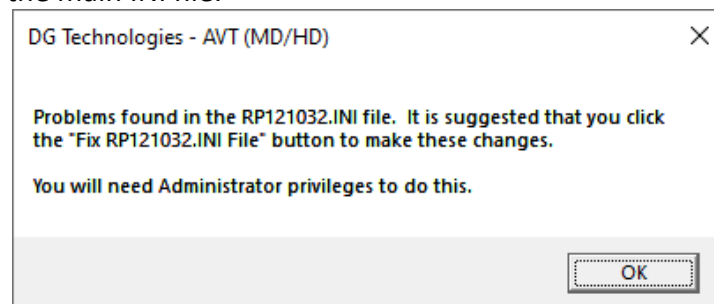 the main INI file.
DG Technologies - AVT (MD/HD)
Problems found in the RP121032.INI file.  It is suggested that you click
the "Fix RP121032.INI File" button to make these changes.
You will need Administrator privileges to do this.
OK